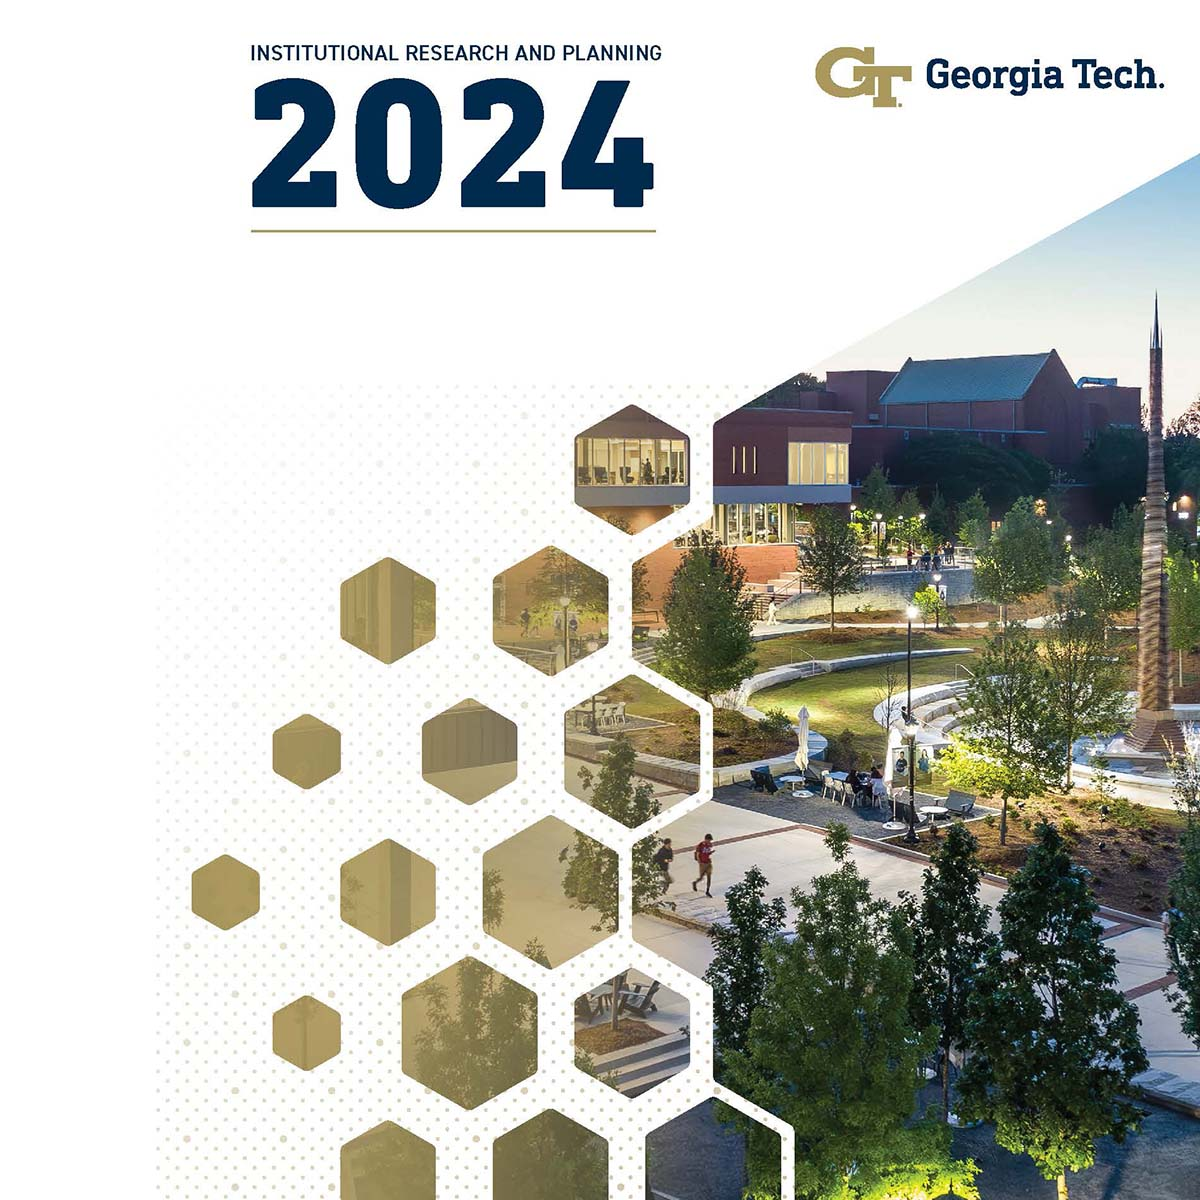 INSTITUTIONAL RESEARCH AND PLANNING
2024
GT. Georgia Tech.